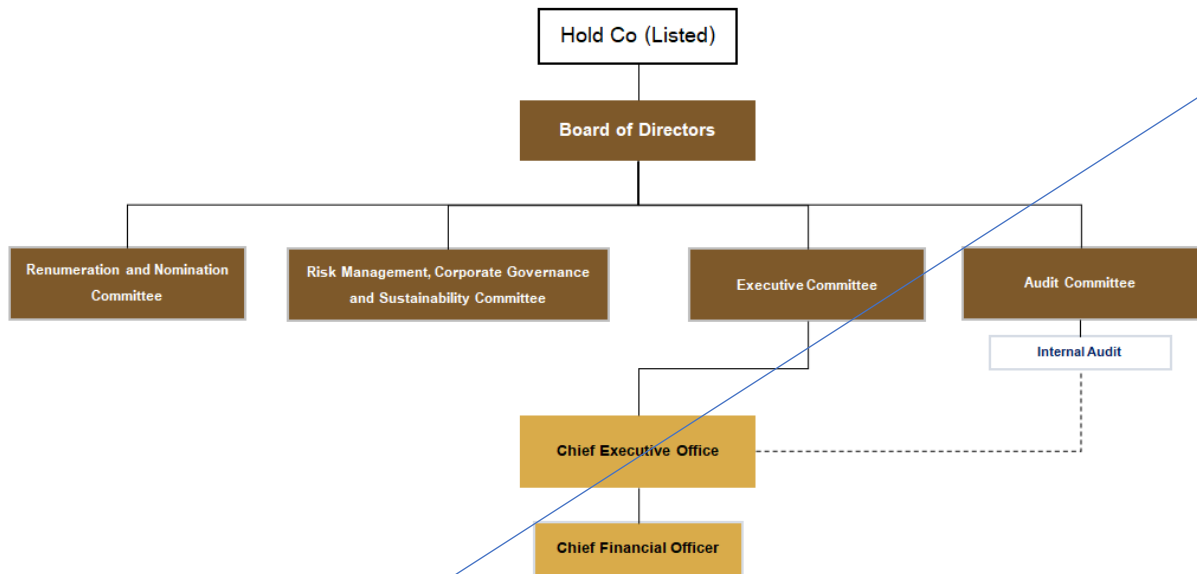 Hold Co (Listed)
Board of Directors
Renumeration and Nomination
Committee
Risk Management, Corporate Governance
and Sustainability Committee
Executive Committee
Audit Committee
Internal Audit
Chief Executive Office
Chief Financial Officer